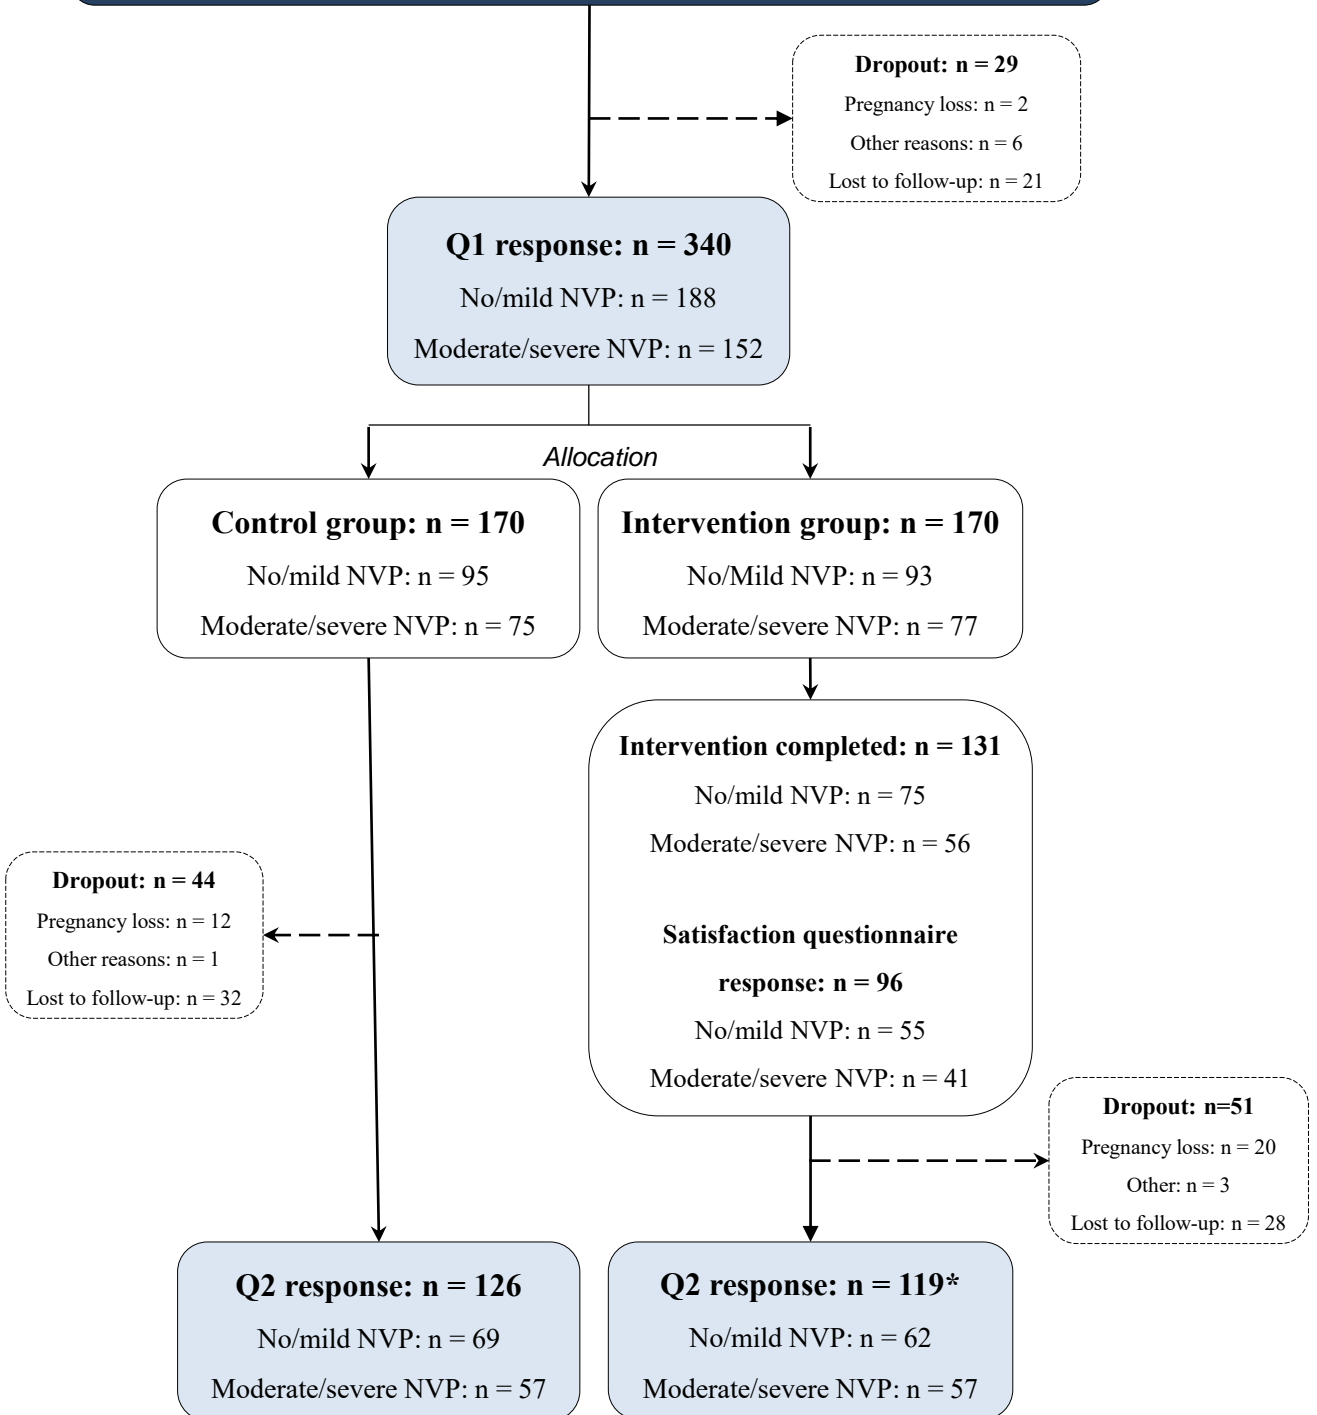 Dropout: n = 29
Pregnancy loss: n = 2
Other reasons: n = 6
Lost to follow-up: n = 21
Q1 response: n = 340
No/mild NVP: n = 188
Moderate/severe NVP: n = 152
Allocation
Control group: n = 170
No/mild NVP: n = 95
Moderate/severe NVP: n = 75
Intervention group: n = 170
No/Mild NVP: n = 93
Moderate/severe NVP: n = 77
Intervention completed: n = 131
No/mild NVP: n = 75
Moderate/severe NVP: n = 56
Satisfaction questionnaire
response: n = 96
No/mild NVP: n = 55
Moderate/severe NVP: n = 41
Dropout: n = 44
Pregnancy loss: n = 12
Other reasons: n = 1
Lost to follow-up: n = 32
Dropout: n=51
Pregnancy loss: n = 20
Other: n = 3
Lost to follow-up: n = 28
Q2 response: n = 126
No/mild NVP: n = 69
Moderate/severe NVP: n = 57
Q2 response: n = 119*
No/mild NVP: n = 62
Moderate/severe NVP: n = 57